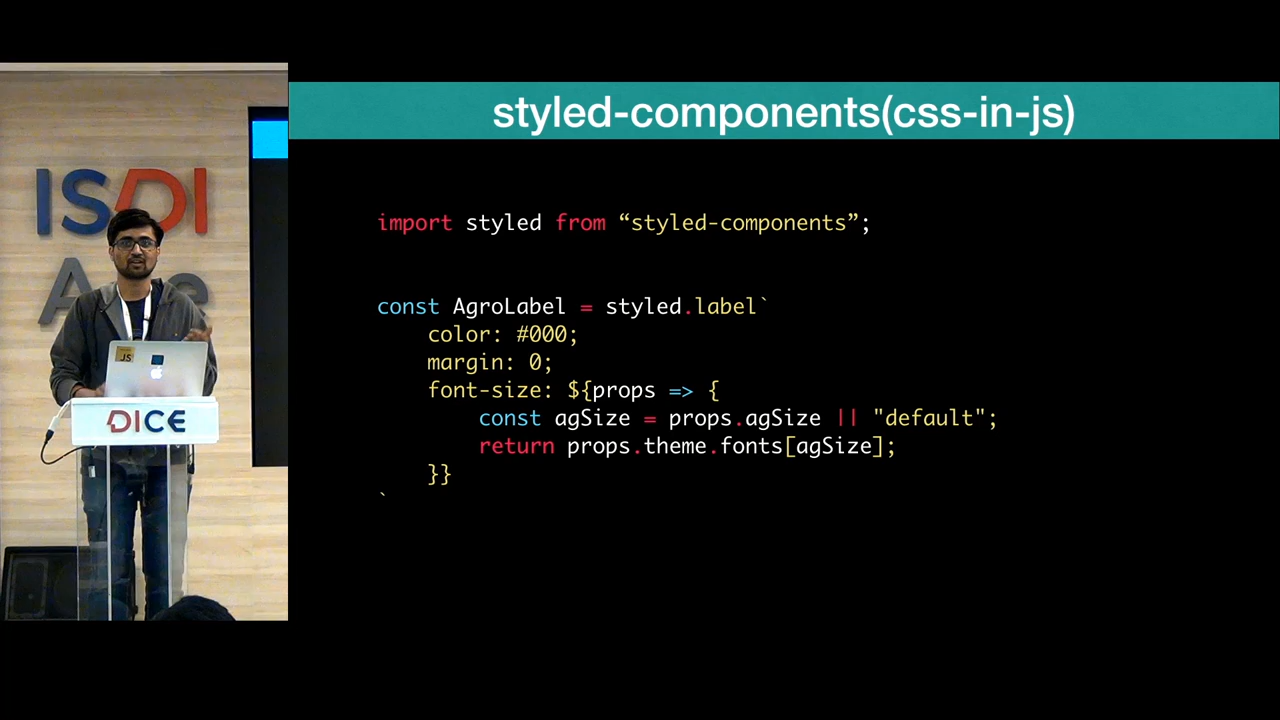 styled-components(css-in-js)
ISDI
import styled from “styled-components”;
const AgroLabel = styled.label`
color: #000;
margin: 0;
font-size: ${props => {
const agSize = props.agSize || "default";
return props.theme.fonts[agSize];
}}
`
JS
DICE